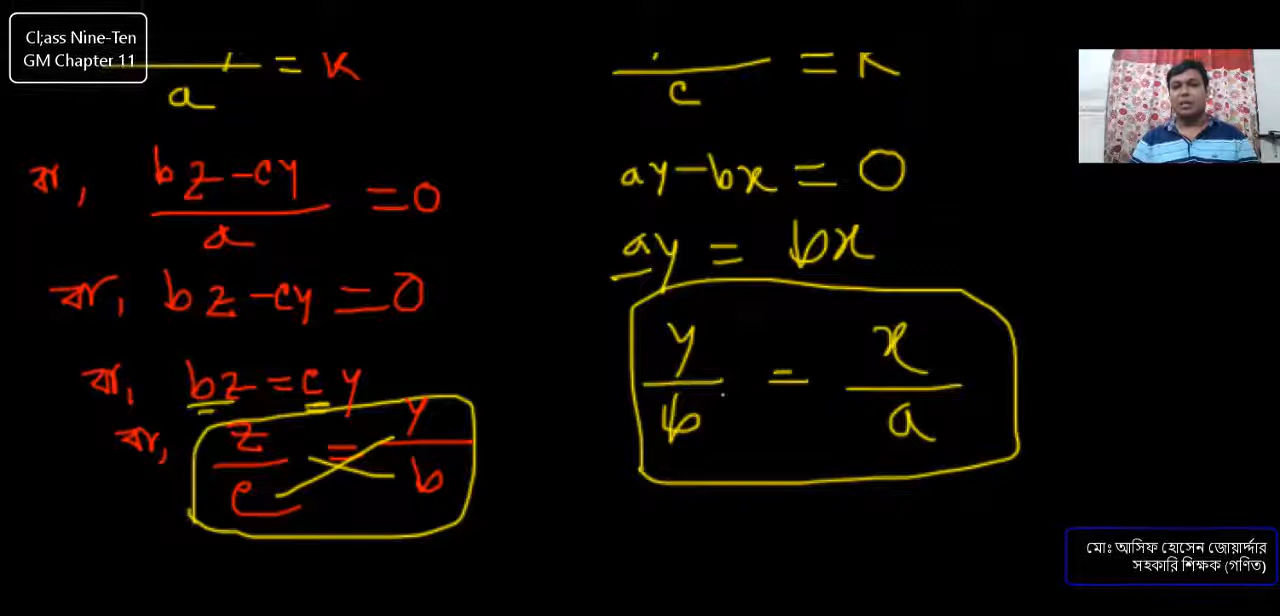 Cl;ass Nine-Ten
GM Chapter 11
a = K
c = K
বা, bz-cy/a = 0
ay-bx = 0
ay = bx
বা, bz-cy = 0
y/b = x/a
বা, bz = cy
বা, z/c = y/b
মোঃ আসিফ হোসেন জোয়ার্দ্দার
সহকারি শিক্ষক (গণিত)